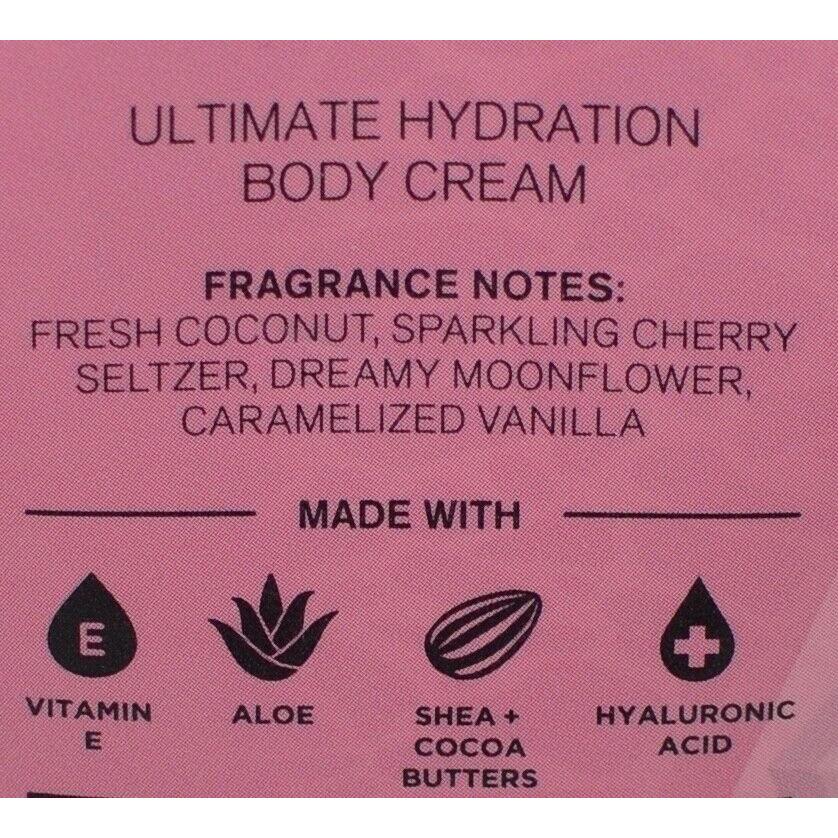 ULTIMATE HYDRATION
BODY CREAM
FRAGRANCE NOTES:
FRESH COCONUT, SPARKLING CHERRY
SELTZER, DREAMY MOONFLOWER,
CARAMELIZED VANILLA
MADE WITH
E
VITAMIN
E
ALOE
SHEA +
COCOA
BUTTERS
HYALURONIC
ACID